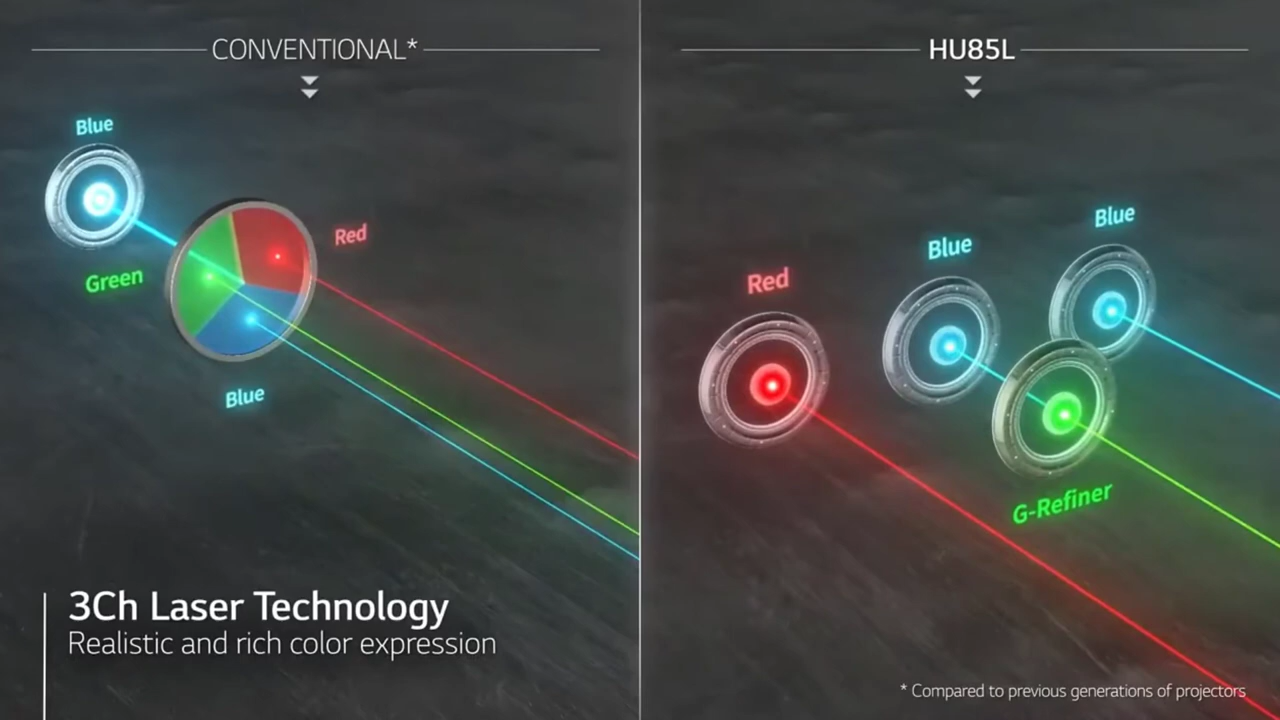 CONVENTIONAL*
Blue
Green
Red
Blue
3Ch Laser Technology
Realistic and rich color expression
HU85L
Red
Blue
Blue
G-Refiner
* Compared to previous generations of projectors